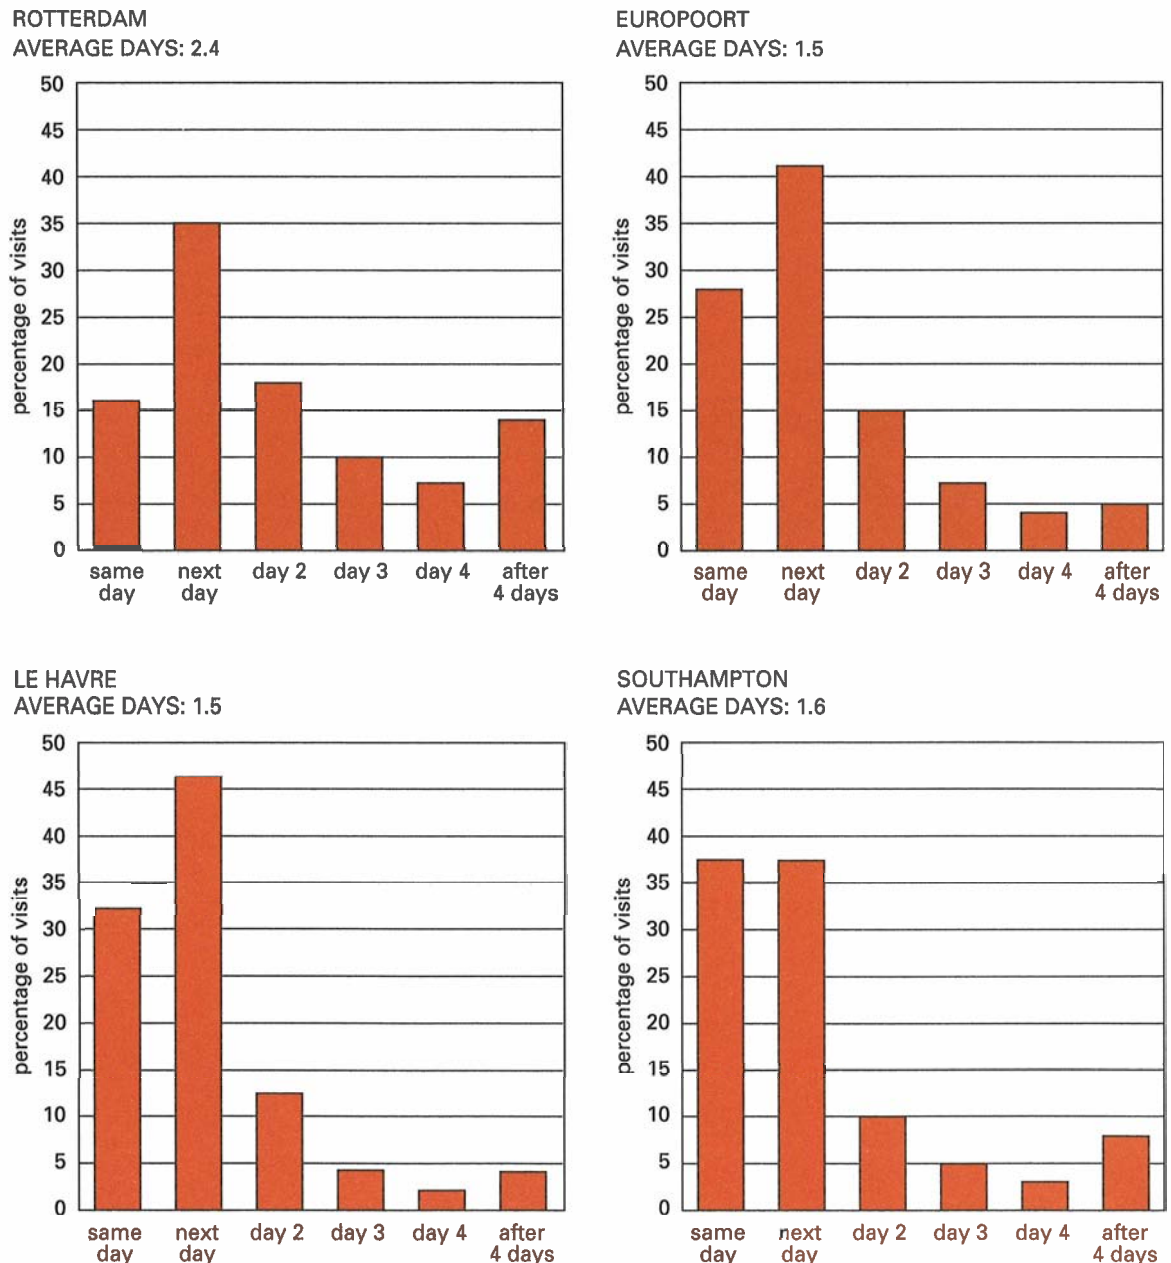 ROTTERDAM
AVERAGE DAYS: 2.4
percentage of visits
50
45
40
35
30
25
20
15
10
5
0
same day
next day
day 2
day 3
day 4
after 4 days
EUROPOORT
AVERAGE DAYS: 1.5
percentage of visits
50
45
40
35
30
25
20
15
10
5
0
same day
next day
day 2
day 3
day 4
after 4 days
LE HAVRE
AVERAGE DAYS: 1.5
percentage of visits
50
45
40
35
30
25
20
15
10
5
0
same day
next day
day 2
day 3
day 4
after 4 days
SOUTHAMPTON
AVERAGE DAYS: 1.6
percentage of visits
50
45
40
35
30
25
20
15
10
5
0
same day
next day
day 2
day 3
day 4
after 4 days